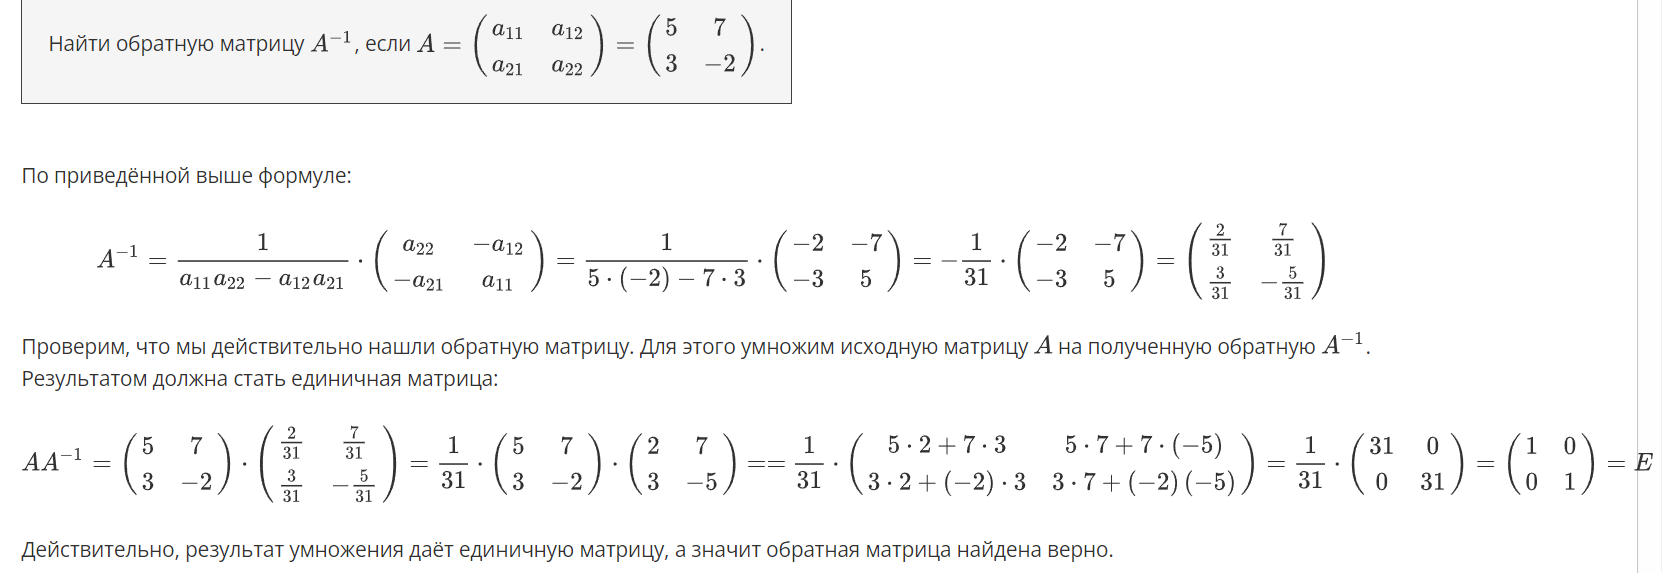 Найти обратную матрицу $A^{-1}$, если $A = \begin{pmatrix} a_{11} & a_{12} \\ a_{21} & a_{22} \end{pmatrix} = \begin{pmatrix} 5 & 7 \\ 3 & -2 \end{pmatrix}$.
По приведённой выше формуле:
$A^{-1} = \frac{1}{a_{11}a_{22} - a_{12}a_{21}} \cdot \begin{pmatrix} a_{22} & -a_{12} \\ -a_{21} & a_{11} \end{pmatrix} = \frac{1}{5 \cdot (-2) - 7 \cdot 3} \cdot \begin{pmatrix} -2 & -7 \\ -3 & 5 \end{pmatrix} = -\frac{1}{31} \cdot \begin{pmatrix} -2 & -7 \\ -3 & 5 \end{pmatrix} = \begin{pmatrix} \frac{2}{31} & \frac{7}{31} \\ \frac{3}{31} & -\frac{5}{31} \end{pmatrix}$
Проверим, что мы действительно нашли обратную матрицу. Для этого умножим исходную матрицу $A$ на полученную обратную $A^{-1}$.
Результатом должна стать единичная матрица:
$AA^{-1} = \begin{pmatrix} 5 & 7 \\ 3 & -2 \end{pmatrix} \cdot \begin{pmatrix} \frac{2}{31} & \frac{7}{31} \\ \frac{3}{31} & -\frac{5}{31} \end{pmatrix} = \frac{1}{31} \cdot \begin{pmatrix} 5 & 7 \\ 3 & -2 \end{pmatrix} \cdot \begin{pmatrix} 2 & 7 \\ 3 & -5 \end{pmatrix} == \frac{1}{31} \cdot \begin{pmatrix} 5 \cdot 2 + 7 \cdot 3 & 5 \cdot 7 + 7 \cdot (-5) \\ 3 \cdot 2 + (-2) \cdot 3 & 3 \cdot 7 + (-2)(-5) \end{pmatrix} = \frac{1}{31} \cdot \begin{pmatrix} 31 & 0 \\ 0 & 31 \end{pmatrix} = \begin{pmatrix} 1 & 0 \\ 0 & 1 \end{pmatrix} = E$
Действительно, результат умножения даёт единичную матрицу, а значит обратная матрица найдена верно.